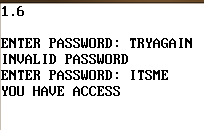 1.6
ENTER PASSWORD: TRYAGAIN
INVALID PASSWORD
ENTER PASSWORD: ITSME
YOU HAVE ACCESS